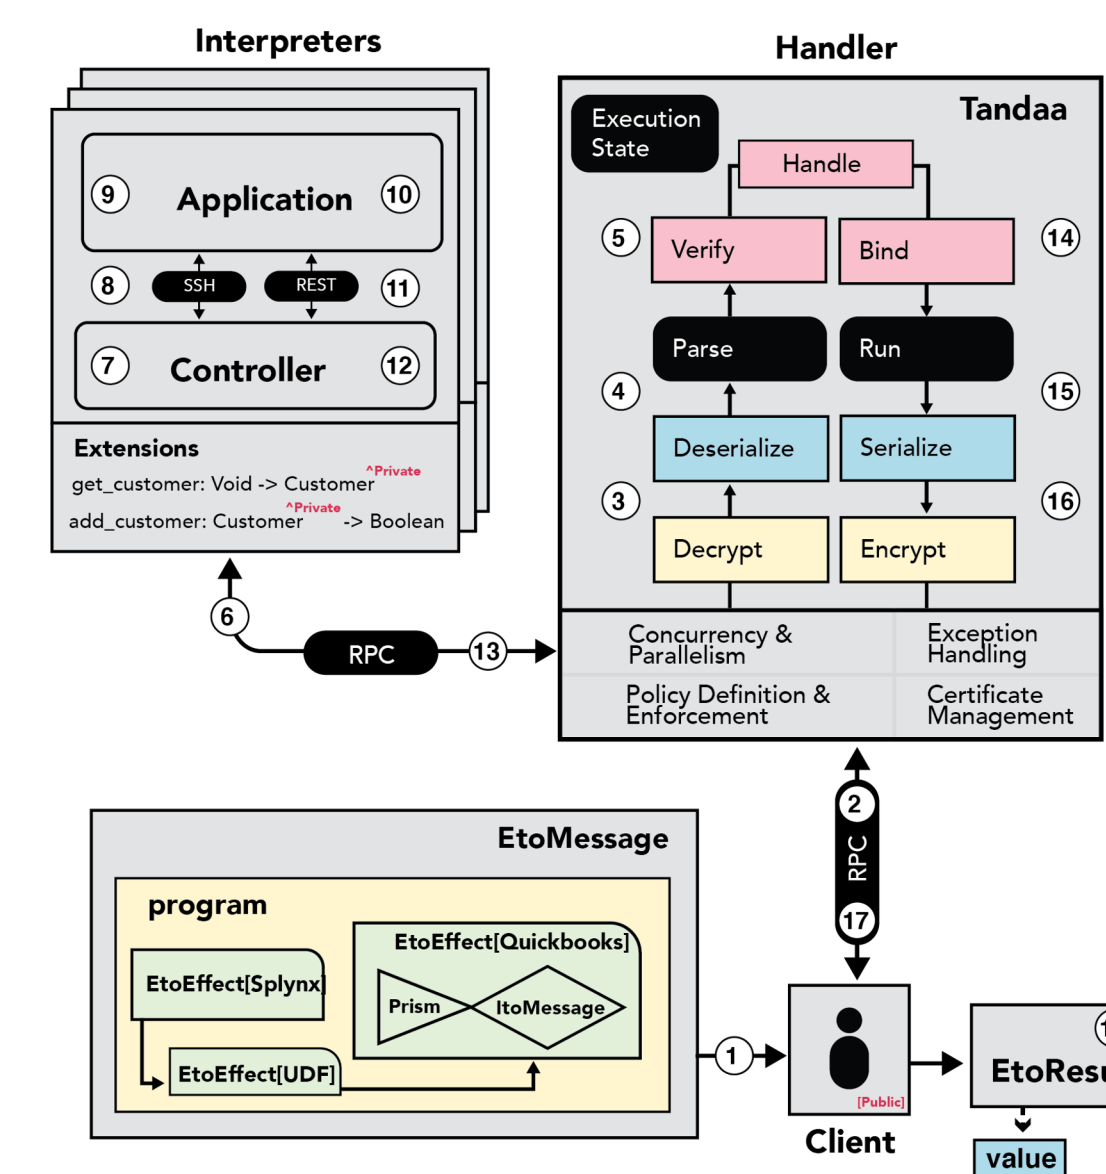 Interpreters
9
Application
10
8
SSH
REST
11
7
Controller
12
Extensions
get_customer: Void -> Customer^Private
add_customer: Customer^Private -> Boolean
6
RPC
13
Handler
Tandaa
Execution
State
Handle
5
Verify
Bind
14
Parse
Run
4
15
Deserialize
Serialize
3
16
Decrypt
Encrypt
Concurrency &
Parallelism
Exception
Handling
Policy Definition &
Enforcement
Certificate
Management
2
RPC
17
EtoMessage
program
EtoEffect[Splynx]
EtoEffect[Quickbooks]
Prism
ItoMessage
EtoEffect[UDF]
1
[Public]
Client
EtoResu
value